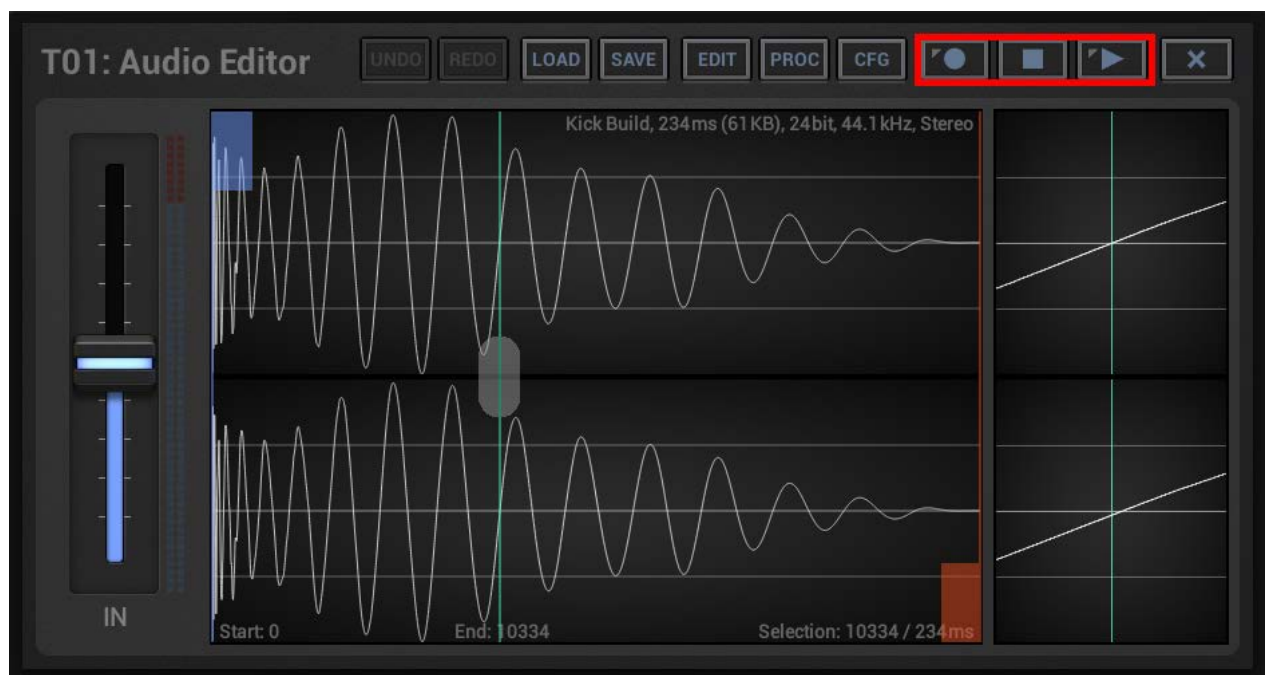 T01: Audio Editor UNDO REDO LOAD SAVE EDIT PROC CFG
Kick Build, 234ms (61KB), 24bit, 44.1kHz, Stereo
IN
Start: 0 End: 10334 Selection: 10334 / 234ms